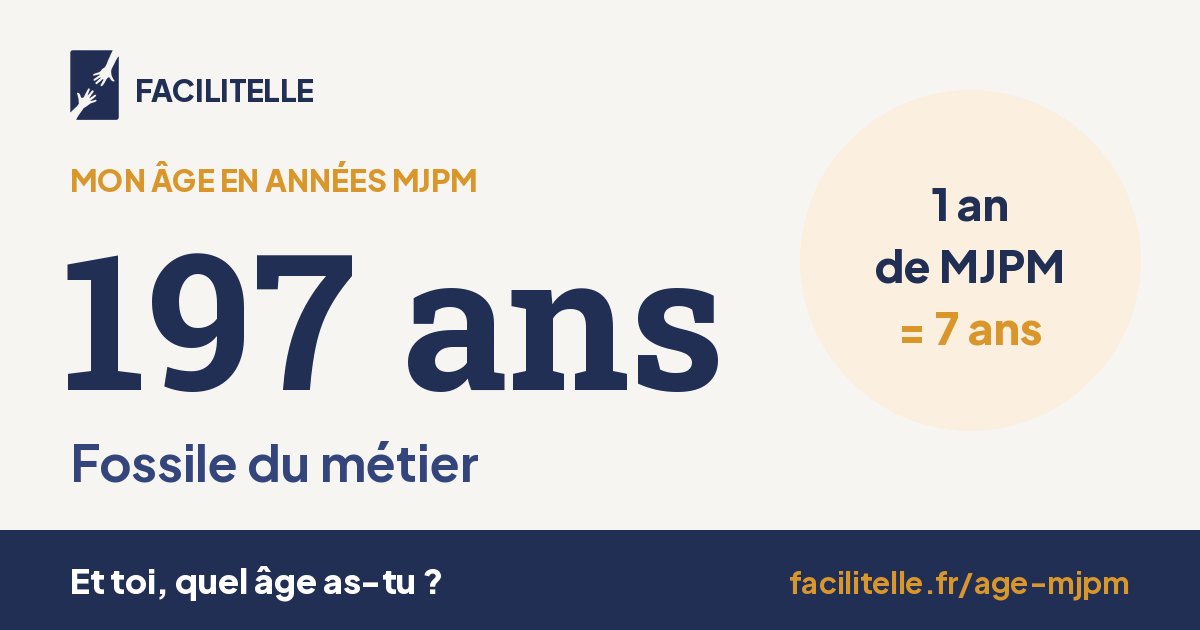 FACILITELLE
MON ÂGE EN ANNÉES MJPM
197 ans
Fossile du métier
1 an
de MJPM
= 7 ans
Et toi, quel âge as-tu ?
facilitelle.fr/age-mjpm